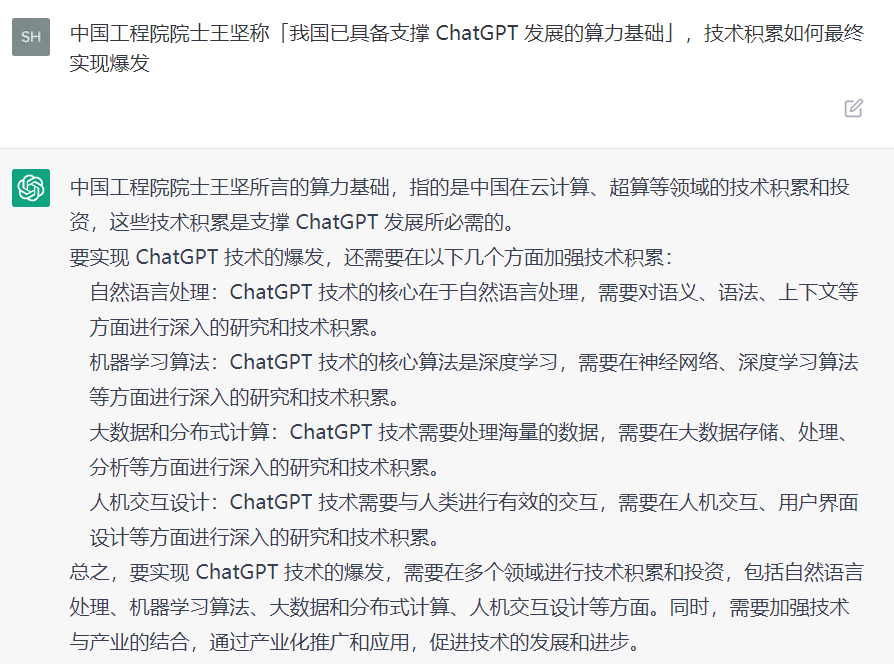 SH
中国工程院院士王坚称「我国已具备支撑 ChatGPT 发展的算力基础」，技术积累如何最终
实现爆发
中国工程院院士王坚所言的算力基础，指的是中国在云计算、超算等领域的技术积累和投
资，这些技术积累是支撑 ChatGPT 发展所必需的。
要实现 ChatGPT 技术的爆发，还需要在以下几个方面加强技术积累：
自然语言处理：ChatGPT 技术的核心在于自然语言处理，需要对语义、语法、上下文等
方面进行深入的研究和技术积累。
机器学习算法：ChatGPT 技术的核心算法是深度学习，需要在神经网络、深度学习算法
等方面进行深入的研究和技术积累。
大数据和分布式计算：ChatGPT 技术需要处理海量的数据，需要在大数据存储、处理、
分析等方面进行深入的研究和技术积累。
人机交互设计：ChatGPT 技术需要与人类进行有效的交互，需要在人机交互、用户界面
设计等方面进行深入的研究和技术积累。
总之，要实现 ChatGPT 技术的爆发，需要在多个领域进行技术积累和投资，包括自然语言
处理、机器学习算法、大数据和分布式计算、人机交互设计等方面。同时，需要加强技术
与产业的结合，通过产业化推广和应用，促进技术的发展和进步。